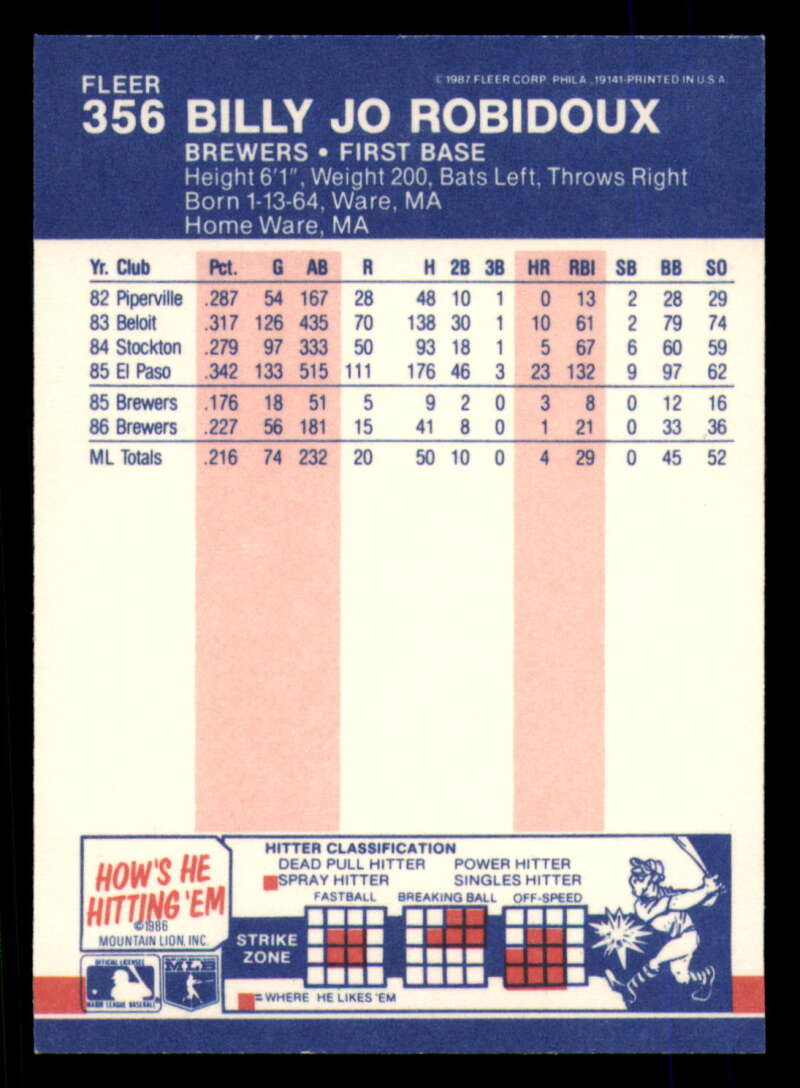 FLEER
© 1987 FLEER CORP. PHILA., 19141-PRINTED IN U.S.A.
356 BILLY JO ROBIDOUX
BREWERS • FIRST BASE
Height 6'1", Weight 200, Bats Left, Throws Right
Born 1-13-64, Ware, MA
Home Ware, MA
Yr. Club Pct. G AB R H 2B 3B HR RBI SB BB SO
82 Piperville .287 54 167 28 48 10 1 0 13 2 28 29
83 Beloit .317 126 435 70 138 30 1 10 61 2 79 74
84 Stockton .279 97 333 50 93 18 1 5 67 6 60 59
85 El Paso .342 133 515 111 176 46 3 23 132 9 97 62
85 Brewers .176 18 51 5 9 2 0 3 8 0 12 16
86 Brewers .227 56 181 15 41 8 0 1 21 0 33 36
ML Totals .216 74 232 20 50 10 0 4 29 0 45 52
HOW'S HE
HITTING 'EM
©1986
MOUNTAIN LION, INC.
OFFICIAL LICENSEE
MAJOR LEAGUE BASEBALL
MLB
HITTER CLASSIFICATION
DEAD PULL HITTER POWER HITTER
SPRAY HITTER SINGLES HITTER
FASTBALL BREAKING BALL OFF-SPEED
STRIKE
ZONE
= WHERE HE LIKES 'EM